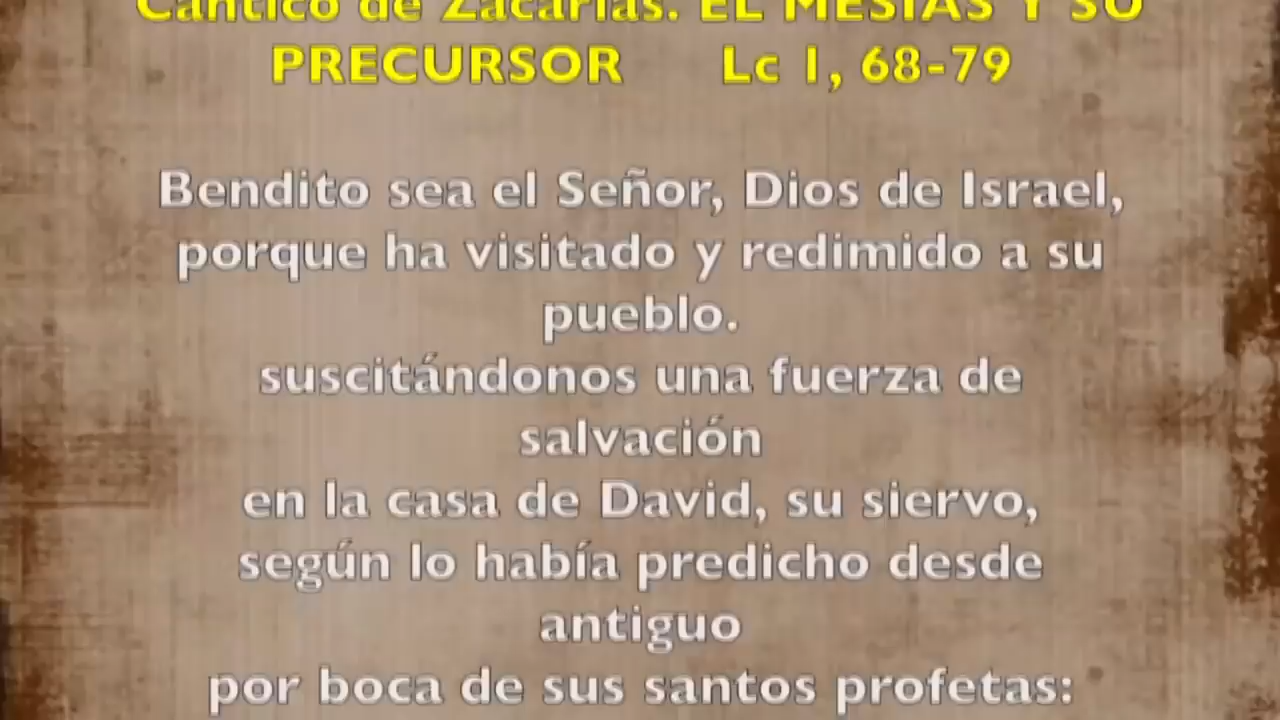 Cántico de Zacarías. EL MESÍAS Y SU
PRECURSOR Lc 1, 68-79
Bendito sea el Señor, Dios de Israel,
porque ha visitado y redimido a su
pueblo.
suscitándonos una fuerza de
salvación
en la casa de David, su siervo,
según lo había predicho desde
antiguo
por boca de sus santos profetas: